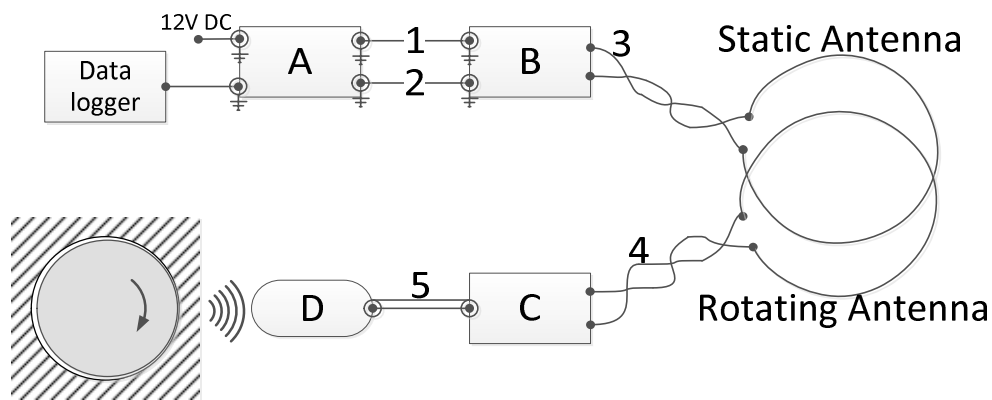 12V DC
Data
logger
A
1
2
B
3
Static Antenna
D
5
C
4
Rotating Antenna